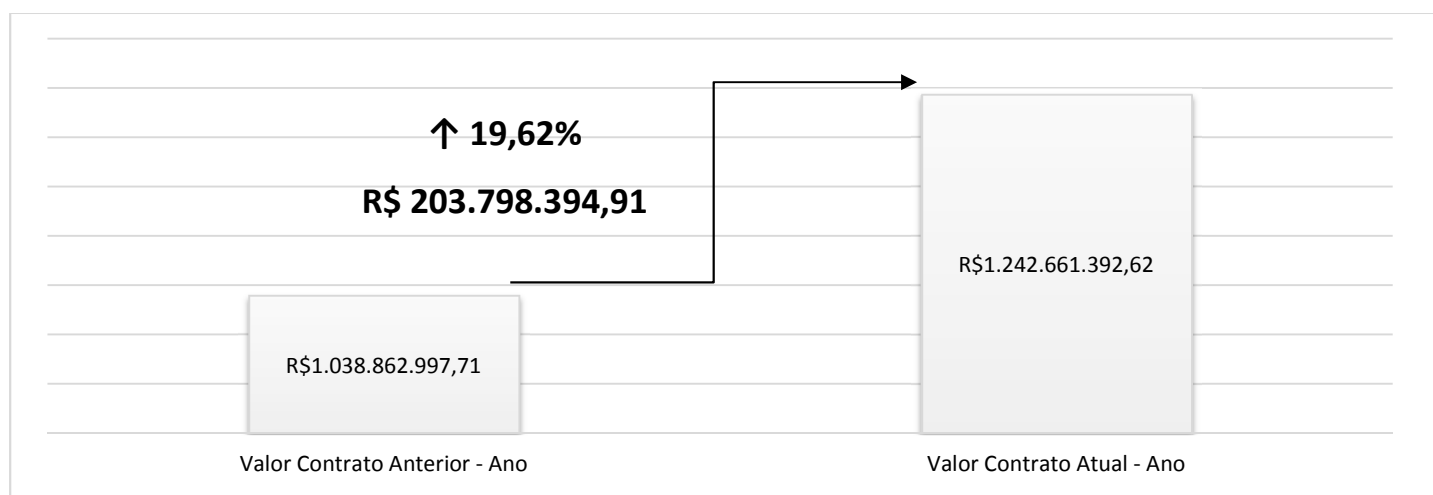 ↑ 19,62%
R$ 203.798.394,91
R$1.242.661.392,62
R$1.038.862.997,71
Valor Contrato Anterior - Ano
Valor Contrato Atual - Ano